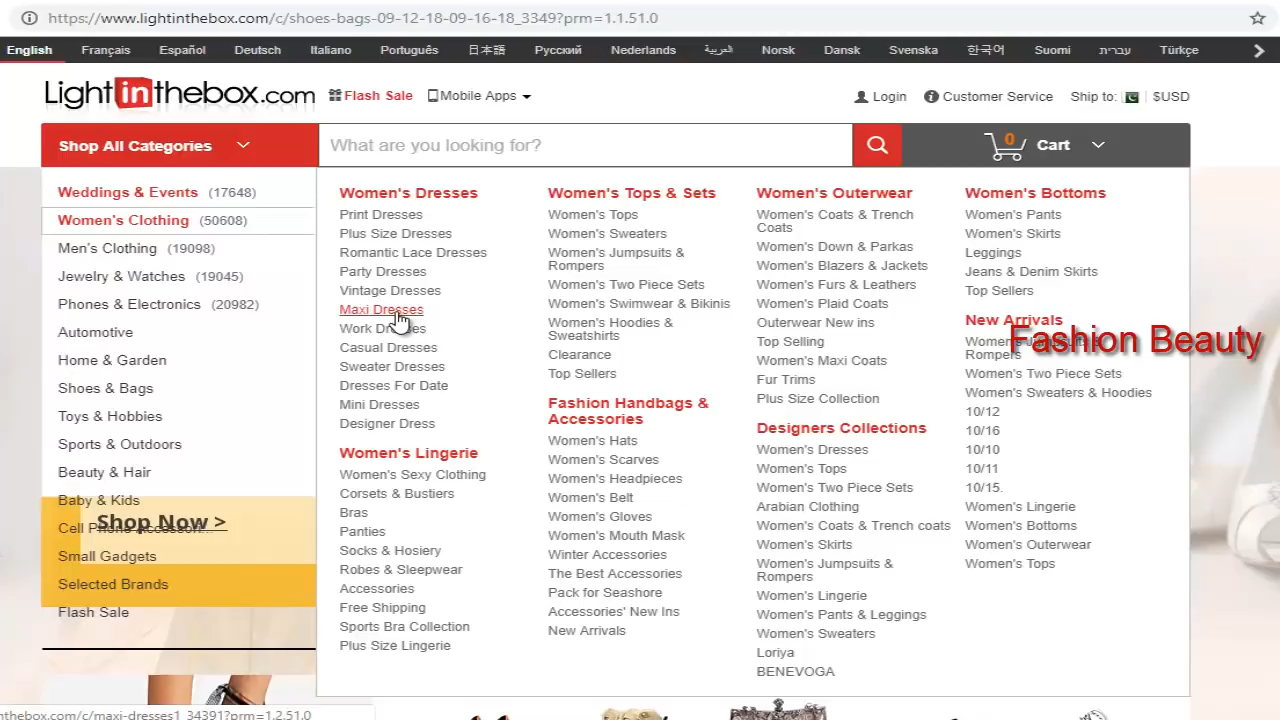 https://www.lightinthebox.com/c/shoes-bags-09-12-18-09-16-18_3349?prm=1.1.51.0
English Français Español Deutsch Italiano Português 日本語 Русский Nederlands العربية Norsk Dansk Svenska 한국어 Suomi עברית Türkçe
Lightinthebox.com Flash Sale Mobile Apps Login Customer Service Ship to: $USD
Shop All Categories What are you looking for? 0 Cart
Weddings & Events (17648)
Women's Clothing (50608)
Men's Clothing (19098)
Jewelry & Watches (19045)
Phones & Electronics (20982)
Automotive
Home & Garden
Shoes & Bags
Toys & Hobbies
Sports & Outdoors
Beauty & Hair
Baby & Kids
Shop Now >
Small Gadgets
Selected Brands
Flash Sale
Women's Dresses
Print Dresses
Plus Size Dresses
Romantic Lace Dresses
Party Dresses
Vintage Dresses
Maxi Dresses
Work Dresses
Casual Dresses
Sweater Dresses
Dresses For Date
Mini Dresses
Designer Dress
Women's Lingerie
Women's Sexy Clothing
Corsets & Bustiers
Bras
Panties
Socks & Hosiery
Robes & Sleepwear
Accessories
Free Shipping
Sports Bra Collection
Plus Size Lingerie
Women's Tops & Sets
Women's Tops
Women's Sweaters
Women's Jumpsuits &
Rompers
Women's Two Piece Sets
Women's Swimwear & Bikinis
Women's Hoodies &
Sweatshirts
Clearance
Top Sellers
Fashion Handbags &
Accessories
Women's Hats
Women's Scarves
Women's Headpieces
Women's Belt
Women's Gloves
Women's Mouth Mask
Winter Accessories
The Best Accessories
Pack for Seashore
Accessories' New Ins
New Arrivals
Women's Outerwear
Women's Coats & Trench
Coats
Women's Down & Parkas
Women's Blazers & Jackets
Women's Furs & Leathers
Women's Plaid Coats
Outerwear New ins
Top Selling
Women's Maxi Coats
Fur Trims
Plus Size Collection
Designers Collections
Women's Dresses
Women's Tops
Women's Two Piece Sets
Arabian Clothing
Women's Coats & Trench coats
Women's Skirts
Women's Jumpsuits &
Rompers
Women's Lingerie
Women's Pants & Leggings
Women's Sweaters
Loriya
BENEVOGA
Women's Bottoms
Women's Pants
Women's Skirts
Leggings
Jeans & Denim Skirts
Top Sellers
New Arrivals
Women's Jumpsuits &
Rompers
Fashion Beauty
Women's Two Piece Sets
Women's Sweaters & Hoodies
10/12
10/16
10/10
10/11
10/15.
Women's Lingerie
Women's Bottoms
Women's Outerwear
Women's Tops
nthebox.com/c/maxi-dresses1_34391?prm=1.2.51.0